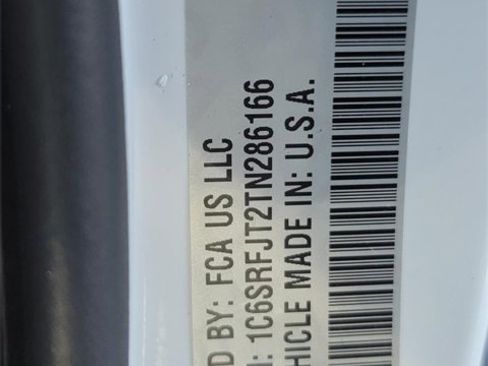 D BY: FCA US LLC
N: 1C6SRFJT2TN286166
HICLE MADE IN: U.S.A.